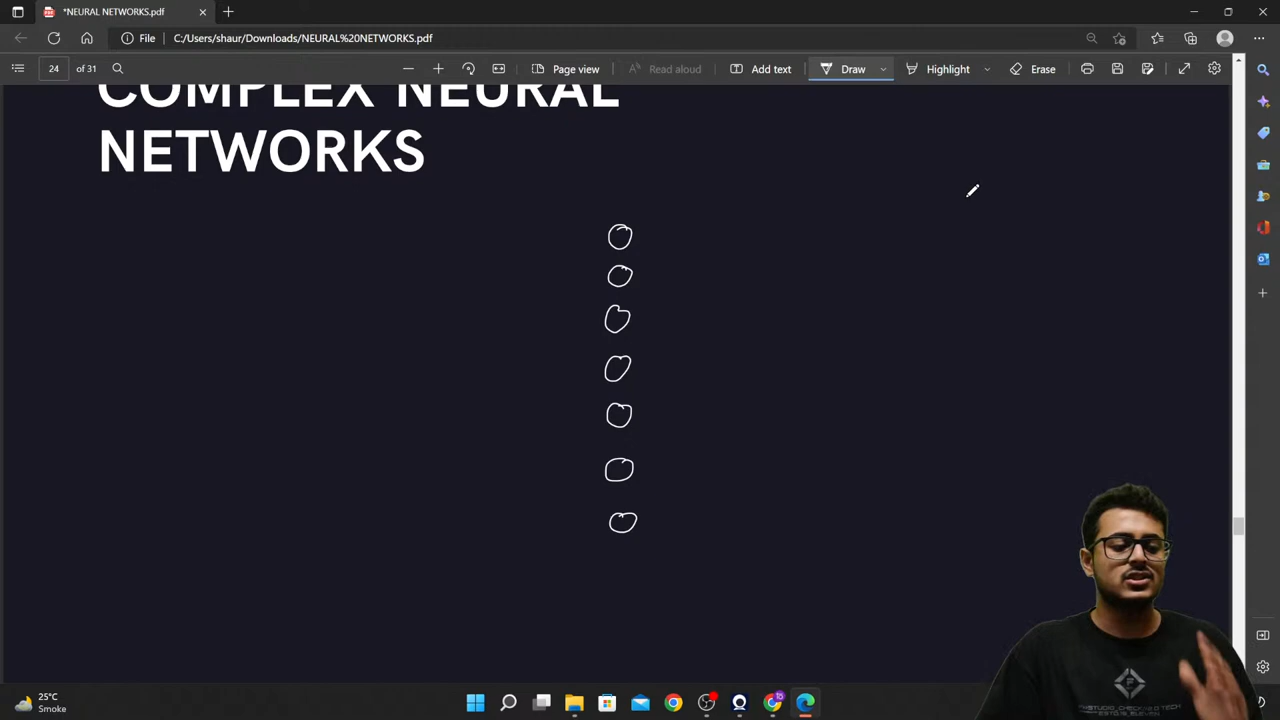 *NEURAL NETWORKS.pdf
File C:/Users/shaur/Downloads/NEURAL%20NETWORKS.pdf
24 of 31 Page view Read aloud Add text Draw Highlight Erase
COMPLEX NEURAL
NETWORKS
25°C
Smoke